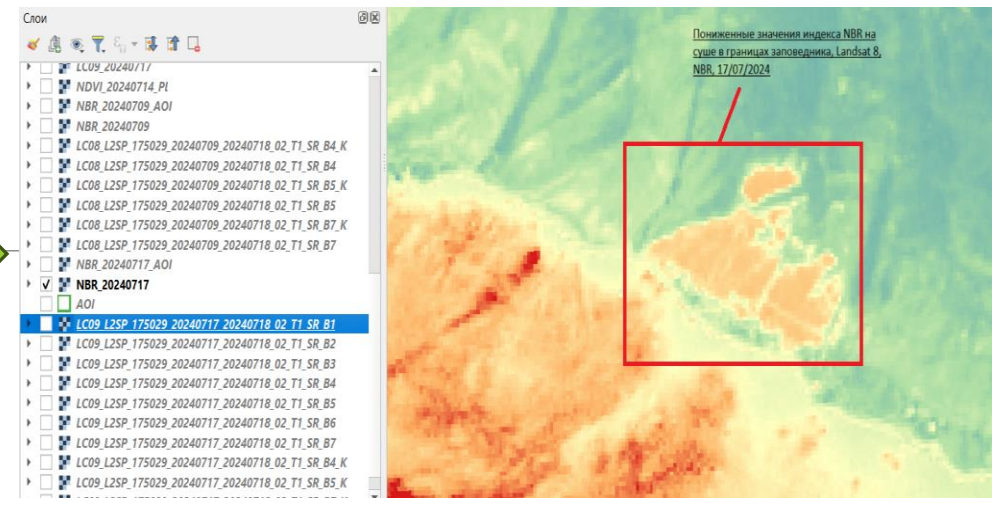 Слои
LC09_20240717
NDVI_20240714_Pl
NBR_20240709_AOI
NBR_20240709
LC08_L2SP_175029_20240709_20240718_02_T1_SR_B4_K
LC08_L2SP_175029_20240709_20240718_02_T1_SR_B4
LC08_L2SP_175029_20240709_20240718_02_T1_SR_B5_K
LC08_L2SP_175029_20240709_20240718_02_T1_SR_B5
LC08_L2SP_175029_20240709_20240718_02_T1_SR_B7_K
LC08_L2SP_175029_20240709_20240718_02_T1_SR_B7
NBR_20240717_AOI
NBR_20240717
AOI
LC09_L2SP_175029_20240717_20240718_02_T1_SR_B1
LC09_L2SP_175029_20240717_20240718_02_T1_SR_B2
LC09_L2SP_175029_20240717_20240718_02_T1_SR_B3
LC09_L2SP_175029_20240717_20240718_02_T1_SR_B4
LC09_L2SP_175029_20240717_20240718_02_T1_SR_B5
LC09_L2SP_175029_20240717_20240718_02_T1_SR_B6
LC09_L2SP_175029_20240717_20240718_02_T1_SR_B7
LC09_L2SP_175029_20240717_20240718_02_T1_SR_B4_K
LC09_L2SP_175029_20240717_20240718_02_T1_SR_B5_K
Пониженные значения индекса NBR на
суше в границах заповедника, Landsat 8,
NBR, 17/07/2024